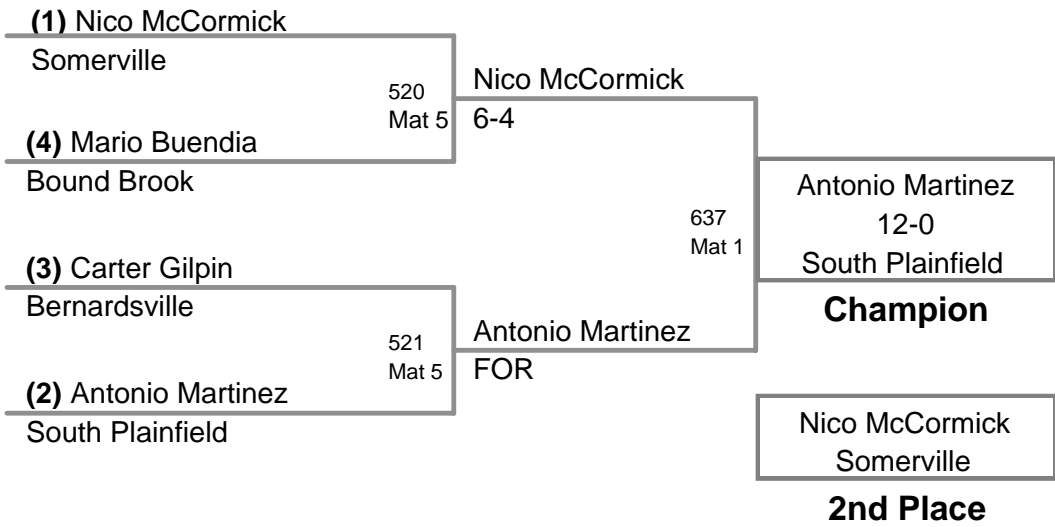 (1) Nico McCormick
Somerville
520
Mat 5
(4) Mario Buendia
Bound Brook
Nico McCormick
6-4
(3) Carter Gilpin
Bernardsville
521
Mat 5
(2) Antonio Martinez
South Plainfield
Antonio Martinez
FOR
637
Mat 1
Antonio Martinez
12-0
South Plainfield
Champion
Nico McCormick
Somerville
2nd Place